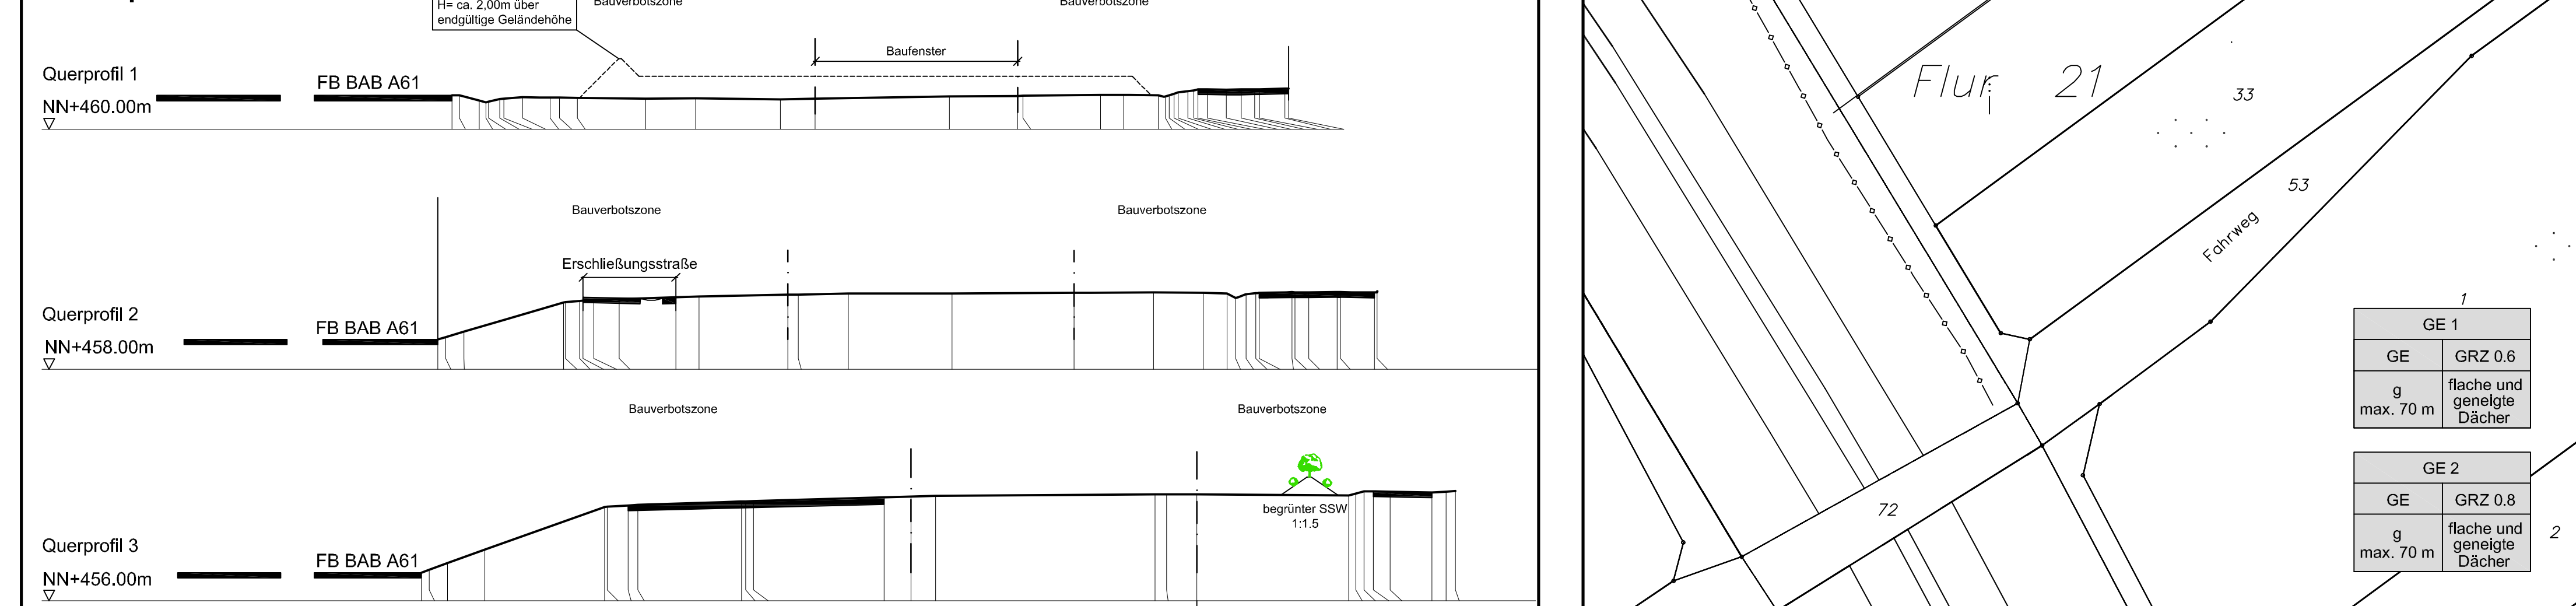 H= ca. 2,00m über
endgültige Geländehöhe
Bauverbotszone
Bauverbotszone
Baufenster
Querprofil 1
FB BAB A61
NN+460.00m
Bauverbotszone
Bauverbotszone
Erschließungsstraße
Querprofil 2
FB BAB A61
NN+458.00m
Bauverbotszone
Bauverbotszone
begrünter SSW
1:1.5
Querprofil 3
FB BAB A61
NN+456.00m
Flur 21
33
53
Fahrweg
72
1
GE 1
GE GRZ 0.6
g
max. 70 m
flache und
geneigte
Dächer
GE 2
GE GRZ 0.8
g
max. 70 m
flache und
geneigte
Dächer
2